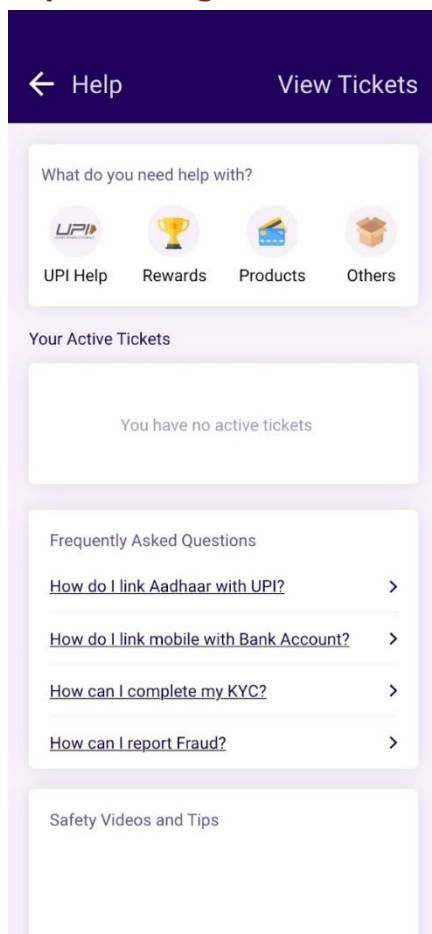 Help
View Tickets
What do you need help with?
UPI
UPI Help
Rewards
Products
Others
Your Active Tickets
You have no active tickets
Frequently Asked Questions
How do I link Aadhaar with UPI?
How do I link mobile with Bank Account?
How can I complete my KYC?
How can I report Fraud?
Safety Videos and Tips